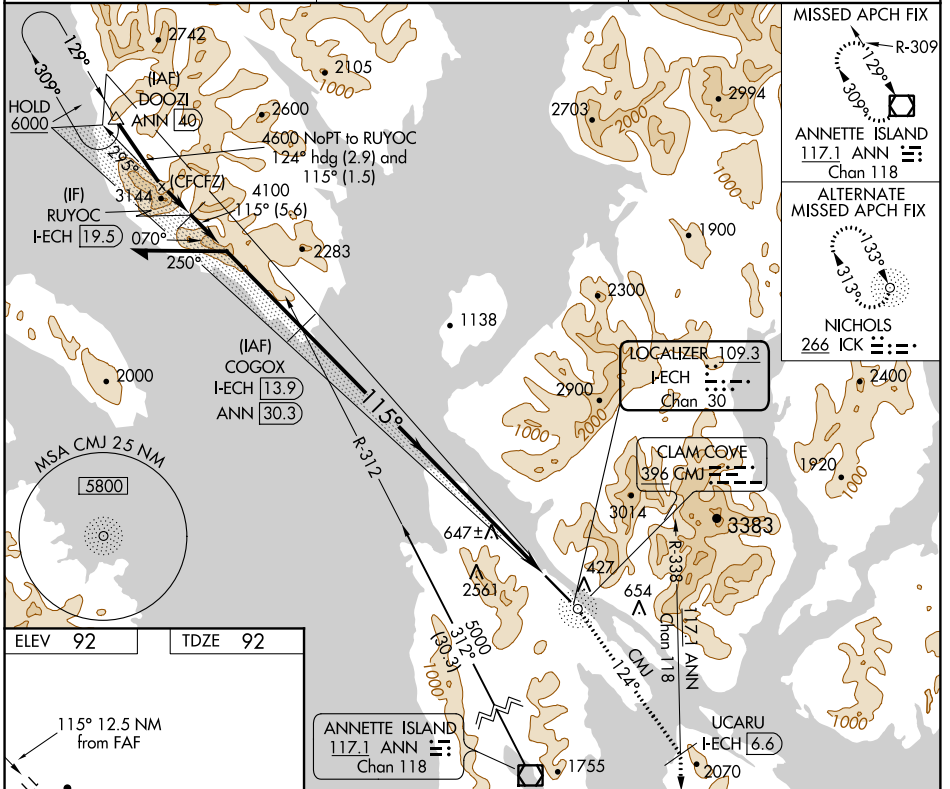 129°
309°
HOLD
6000
2742
2105
1000
(IAF)
DOOZI
ANN 40
2600
4600 NoPT to RUYOC
124° hdg (2.9) and
115° (1.5)
295°
(CFCFZ)
3144
4100
115° (5.6)
(IF)
RUYOC
I-ECH 19.5
070°
250°
2283
2703
2994
2000
1000
1900
2300
1138
2900
1000
2000
2000
(IAF)
COGOX
I-ECH 13.9
ANN 30.3
115°
R-312
LOCALIZER 109.3
I-ECH
Chan 30
CLAM COVE
396 CMJ
3014
3383
647±
427
2561
654
R-338
117.1 ANN
Chan 118
CMJ
124°
5000
312°
(30.3)
1000
ANNETTE ISLAND
117.1 ANN
Chan 118
1755
UCARU
I-ECH 6.6
2070
1000
2400
1920
1000
MSA CMJ 25 NM
5800
ELEV 92
TDZE 92
115° 12.5 NM
from FAF
MISSED APCH FIX
R-309
129°
309°
ANNETTE ISLAND
117.1 ANN
Chan 118
ALTERNATE
MISSED APCH FIX
133°
313°
NICHOLS
266 ICK